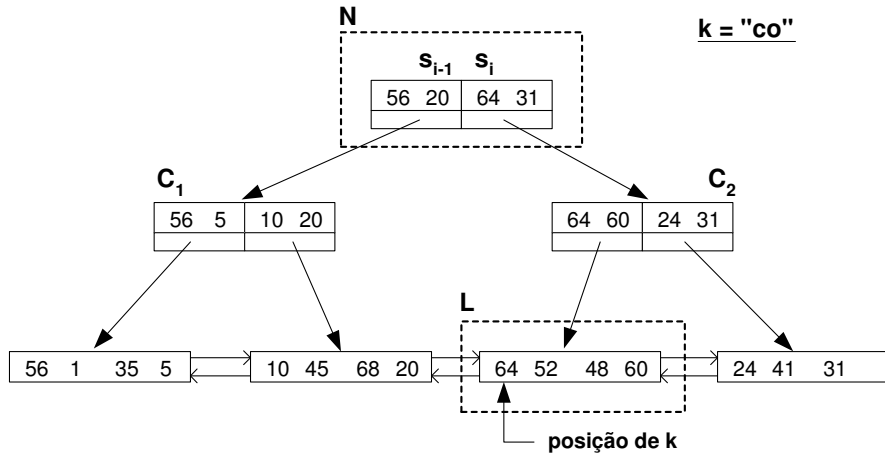 N
k = "co"
s_{i-1} s_i
56 20 64 31
C_1
C_2
56 5 10 20
64 60 24 31
L
56 1 35 5
10 45 68 20
64 52 48 60
24 41 31
posição de k